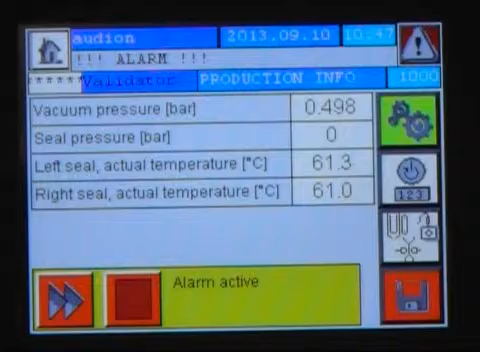 audion 2013.09.10 10:47
!!! ALARM !!!
****** Validator PRODUCTION INFO 1000
Vacuum pressure [bar] 0.498
Seal pressure [bar] 0
Left seal, actual temperature [°C] 61.3
Right seal, actual temperature [°C] 61.0
123
Alarm active